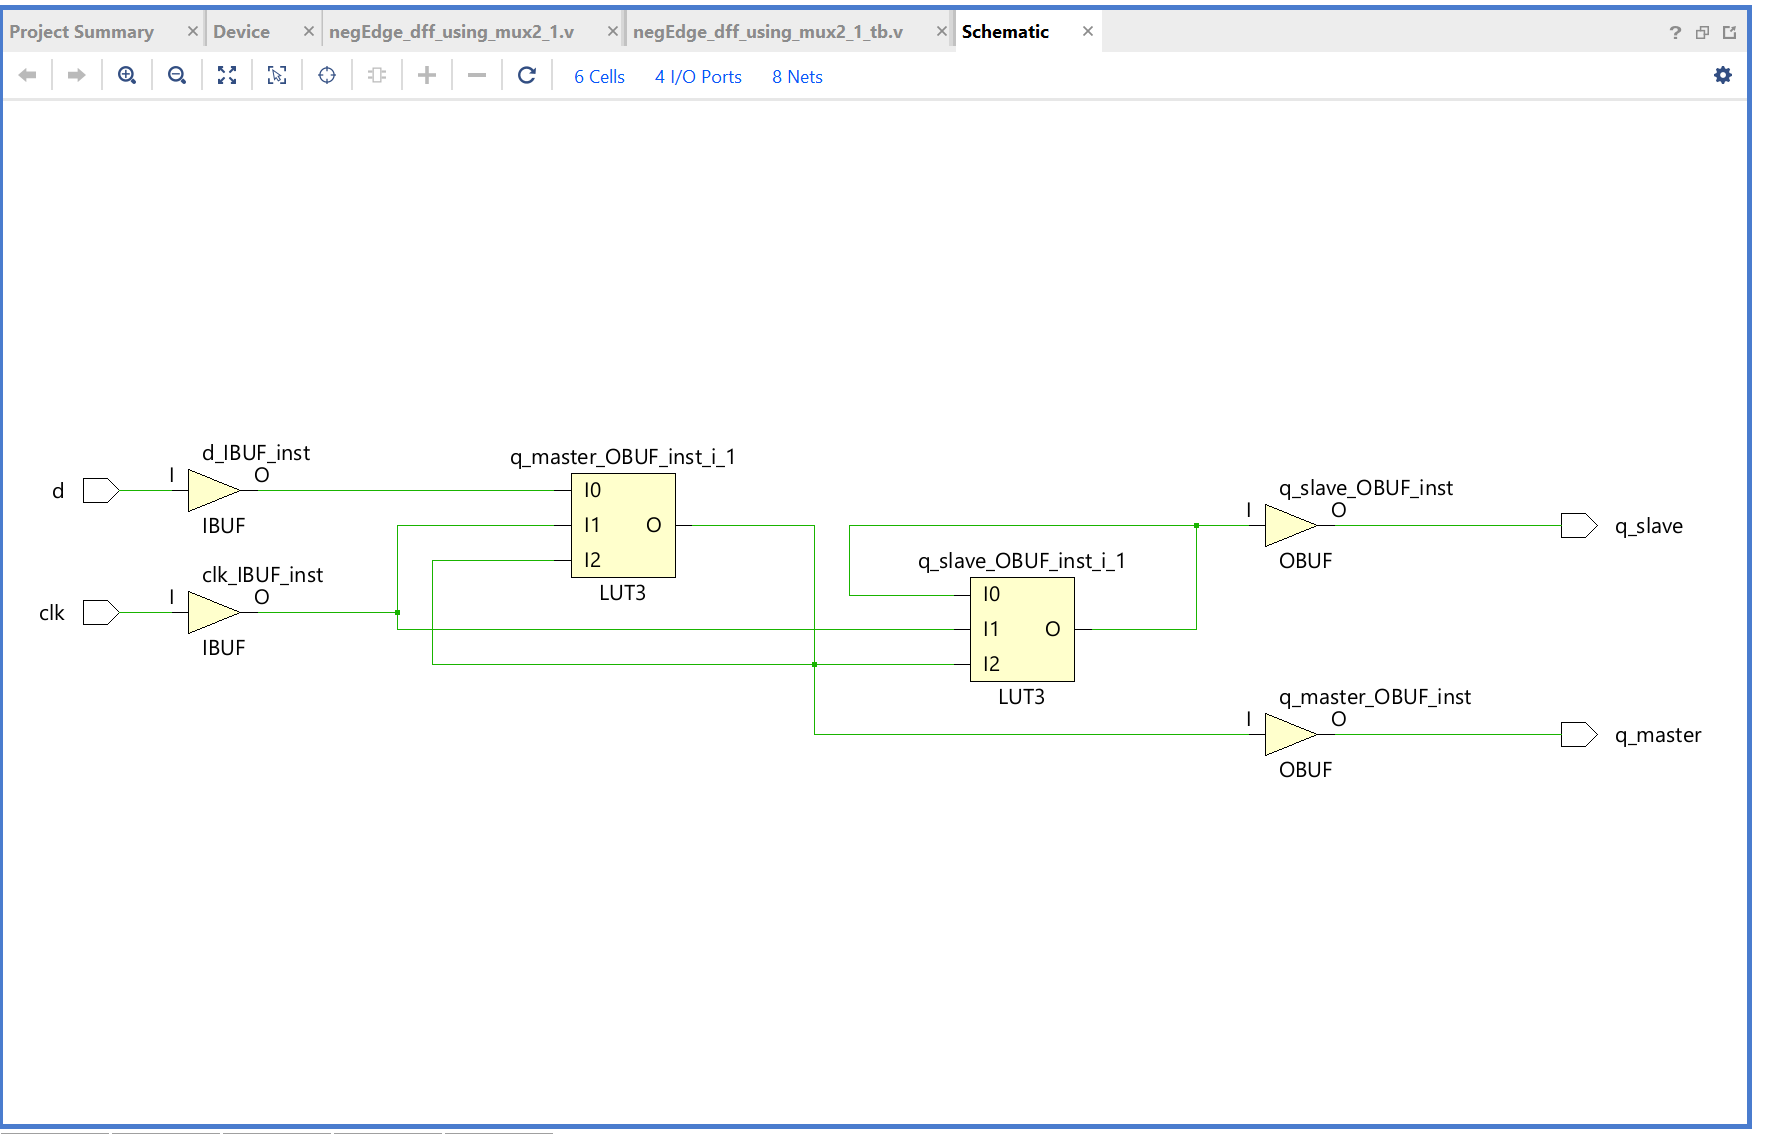 Project Summary × Device × negEdge_dff_using_mux2_1.v × negEdge_dff_using_mux2_1_tb.v × Schematic × ?
6 Cells 4 I/O Ports 8 Nets
d_IBUF_inst
I O
d
IBUF
clk_IBUF_inst
I O
clk
IBUF
q_master_OBUF_inst_i_1
I0
I1 O
I2
LUT3
q_slave_OBUF_inst_i_1
I0
I1 O
I2
LUT3
q_slave_OBUF_inst
I O
q_slave
OBUF
q_master_OBUF_inst
I O
q_master
OBUF